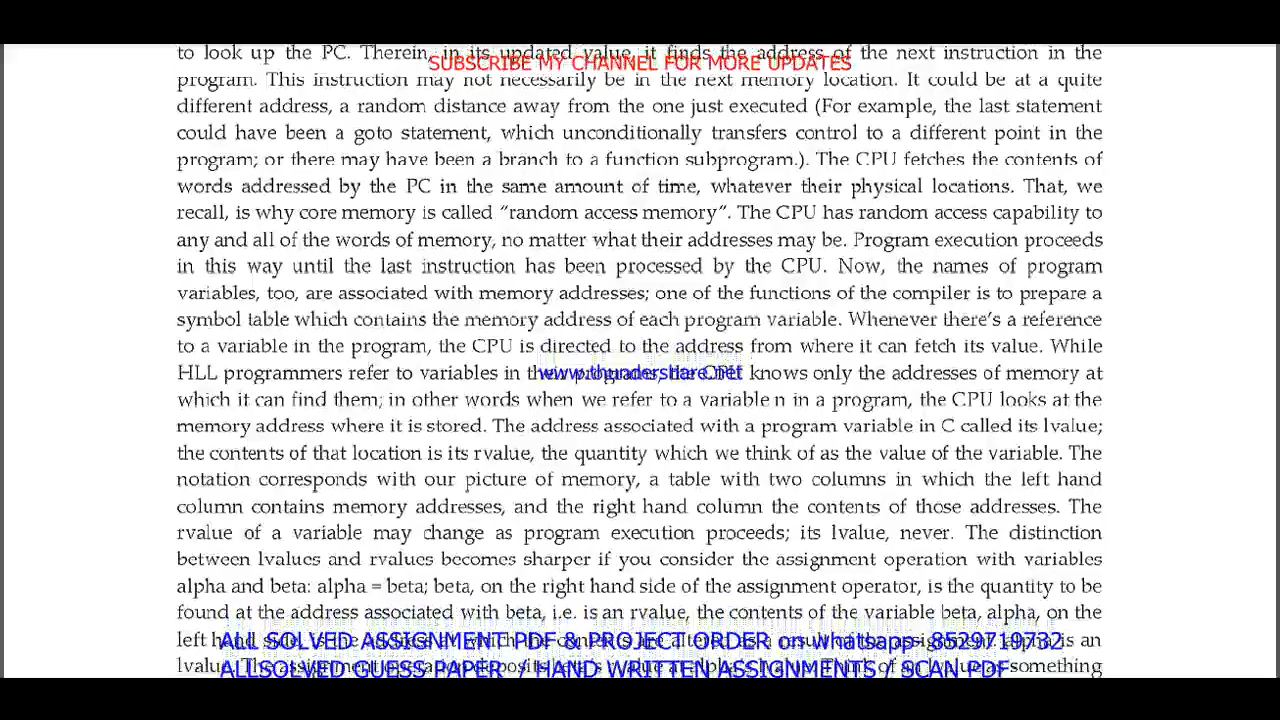 to look up the PC. Therein, in its updated value, it finds the address of the next instruction in the
SUBSCRIBE MY CHANNEL FOR MORE UPDATES
program. This instruction may not necessarily be in the next memory location. It could be at a quite
different address, a random distance away from the one just executed (For example, the last statement
could have been a goto statement, which unconditionally transfers control to a different point in the
program; or there may have been a branch to a function subprogram.). The CPU fetches the contents of
words addressed by the PC in the same amount of time, whatever their physical locations. That, we
recall, is why core memory is called “random access memory”. The CPU has random access capability to
any and all of the words of memory, no matter what their addresses may be. Program execution proceeds
in this way until the last instruction has been processed by the CPU. Now, the names of program
variables, too, are associated with memory addresses; one of the functions of the compiler is to prepare a
symbol table which contains the memory address of each program variable. Whenever there’s a reference
to a variable in the program, the CPU is directed to the address from where it can fetch its value. While
HLL programmers refer to variables in knows only the addresses of memory at
www.thundershare.net
which it can find them; in other words when we refer to a variable n in a program, the CPU looks at the
memory address where it is stored. The address associated with a program variable in C called its lvalue;
the contents of that location is its rvalue, the quantity which we think of as the value of the variable. The
notation corresponds with our picture of memory, a table with two columns in which the left hand
column contains memory addresses, and the right hand column the contents of those addresses. The
rvalue of a variable may change as program execution proceeds; its lvalue, never. The distinction
between lvalues and rvalues becomes sharper if you consider the assignment operation with variables
alpha and beta: alpha = beta; beta, on the right hand side of the assignment operator, is the quantity to be
found at the address associated with beta, i.e. is an rvalue, the contents of the variable beta, alpha, on the
left is an
ALL SOLVED ASSIGNMENT PDF & PROJECT ORDER on whatsapp - 8529719732
lvalue. something
ALLSOLVED GUESS PAPER / HAND WRITTEN ASSIGNMENTS / SCAN PDF